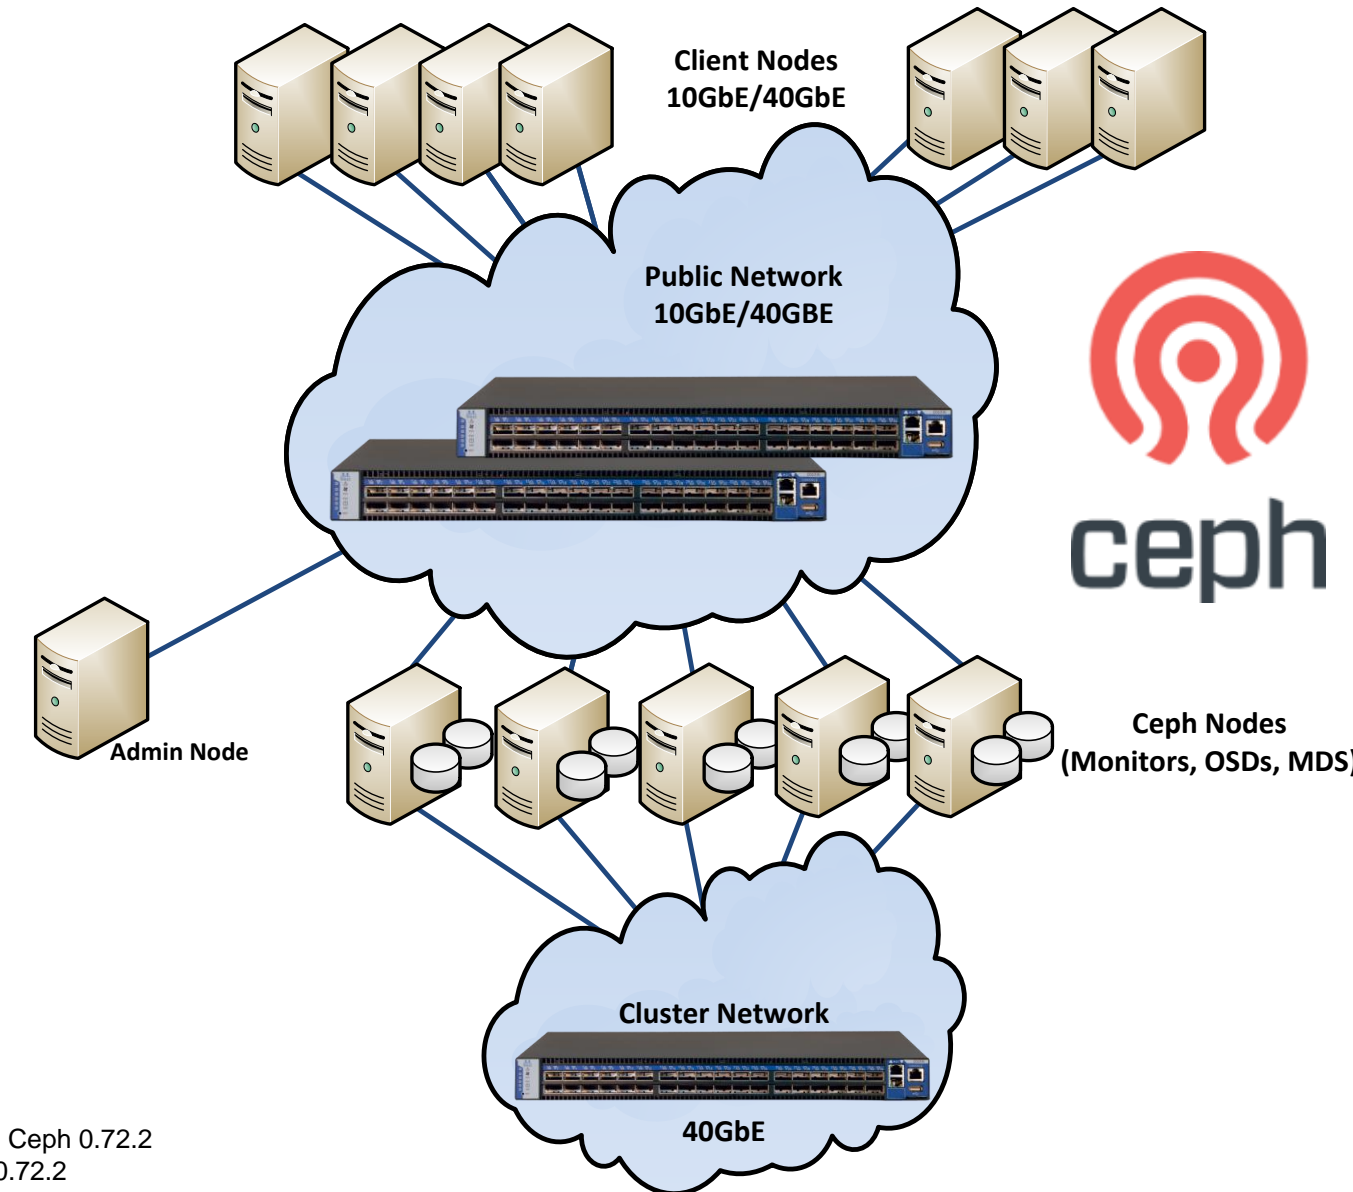 Client Nodes
10GbE/40GbE
Public Network
10GbE/40GBE
ceph
Admin Node
Ceph Nodes
(Monitors, OSDs, MDS)
Cluster Network
40GbE
Ceph 0.72.2
0.72.2